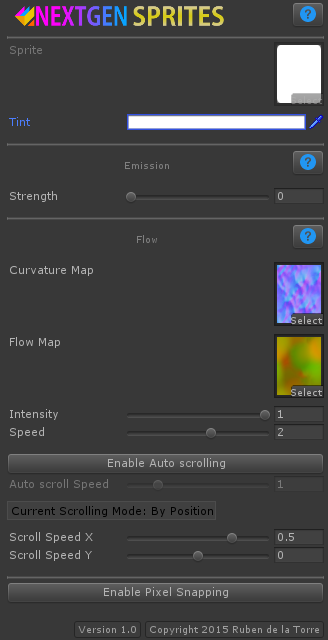 NEXTGEN SPRITES
?
Sprite
Select
Tint
Emission
?
Strength
0
Flow
?
Curvature Map
Select
Flow Map
Select
Intensity
1
Speed
2
Enable Auto scrolling
Auto scroll Speed
1
Current Scrolling Mode: By Position
Scroll Speed X
0.5
Scroll Speed Y
0
Enable Pixel Snapping
Version 1.0
Copyright 2015 Ruben de la Torre